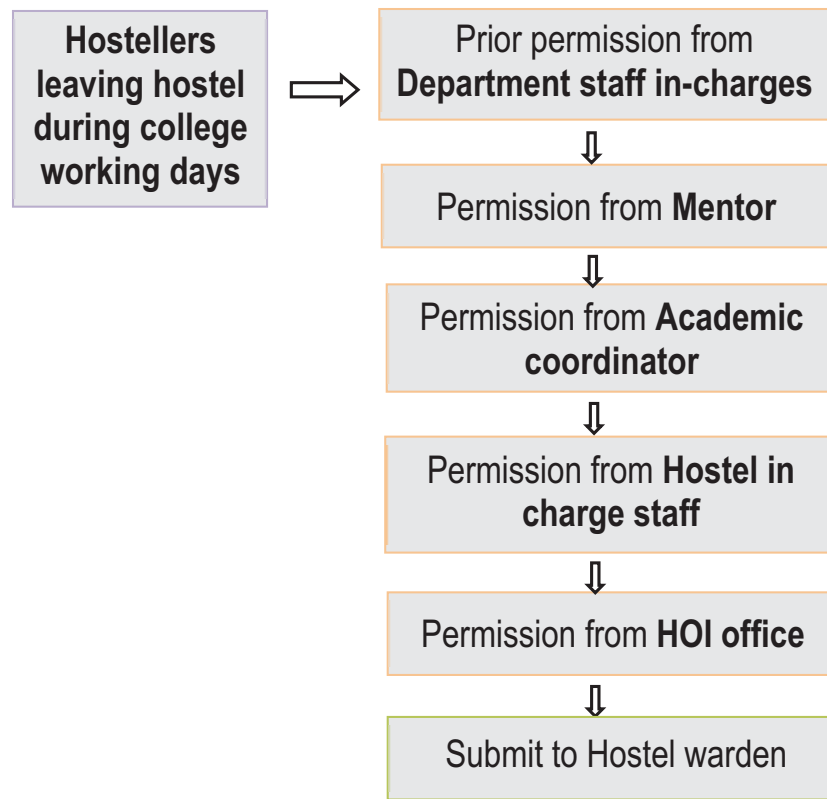 Hostellers
leaving hostel
during college
working days
Prior permission from
Department staff in-charges
Permission from Mentor
Permission from Academic
coordinator
Permission from Hostel in
charge staff
Permission from HOI office
Submit to Hostel warden